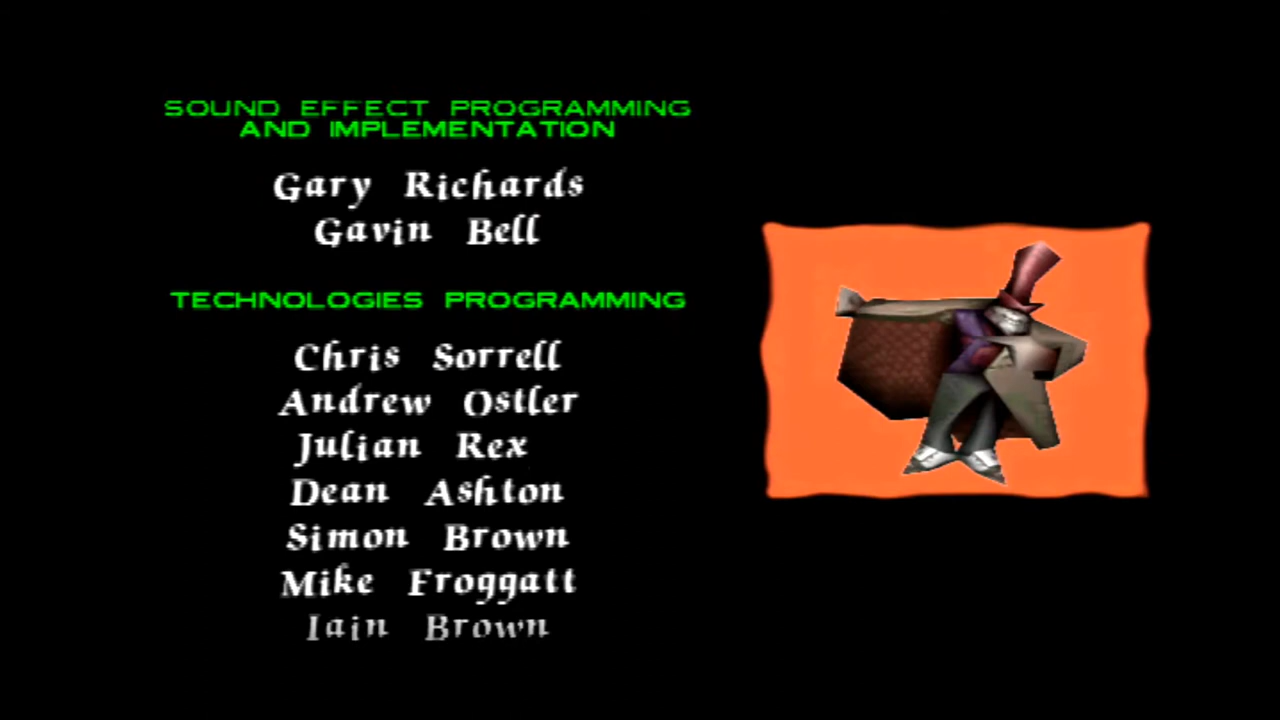 SOUND EFFECT PROGRAMMING
AND IMPLEMENTATION
Gary Richards
Gavin Bell
TECHNOLOGIES PROGRAMMING
Chris Sorrell
Andrew Ostler
Julian Rex
Dean Ashton
Simon Brown
Mike Froggatt
Iain Brown